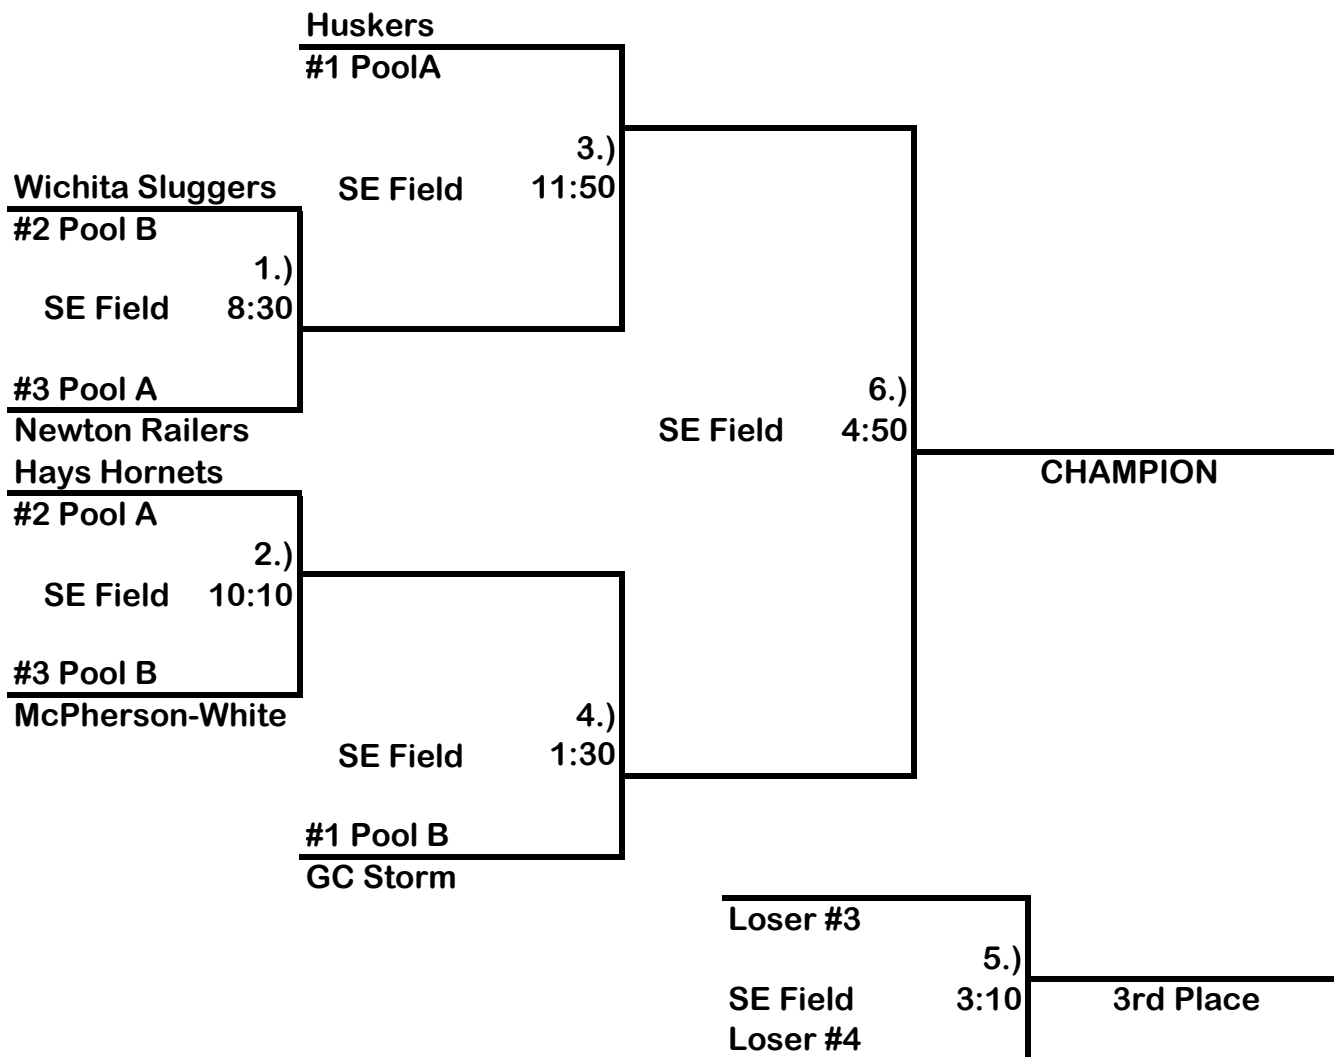 Huskers
#1 PoolA
3.)
SE Field 11:50
Wichita Sluggers
#2 Pool B
1.)
SE Field 8:30
#3 Pool A
Newton Railers
Hays Hornets
#2 Pool A
2.)
SE Field 10:10
#3 Pool B
McPherson-White
4.)
SE Field 1:30
#1 Pool B
GC Storm
6.)
SE Field 4:50
CHAMPION
Loser #3
5.)
SE Field 3:10
3rd Place
Loser #4